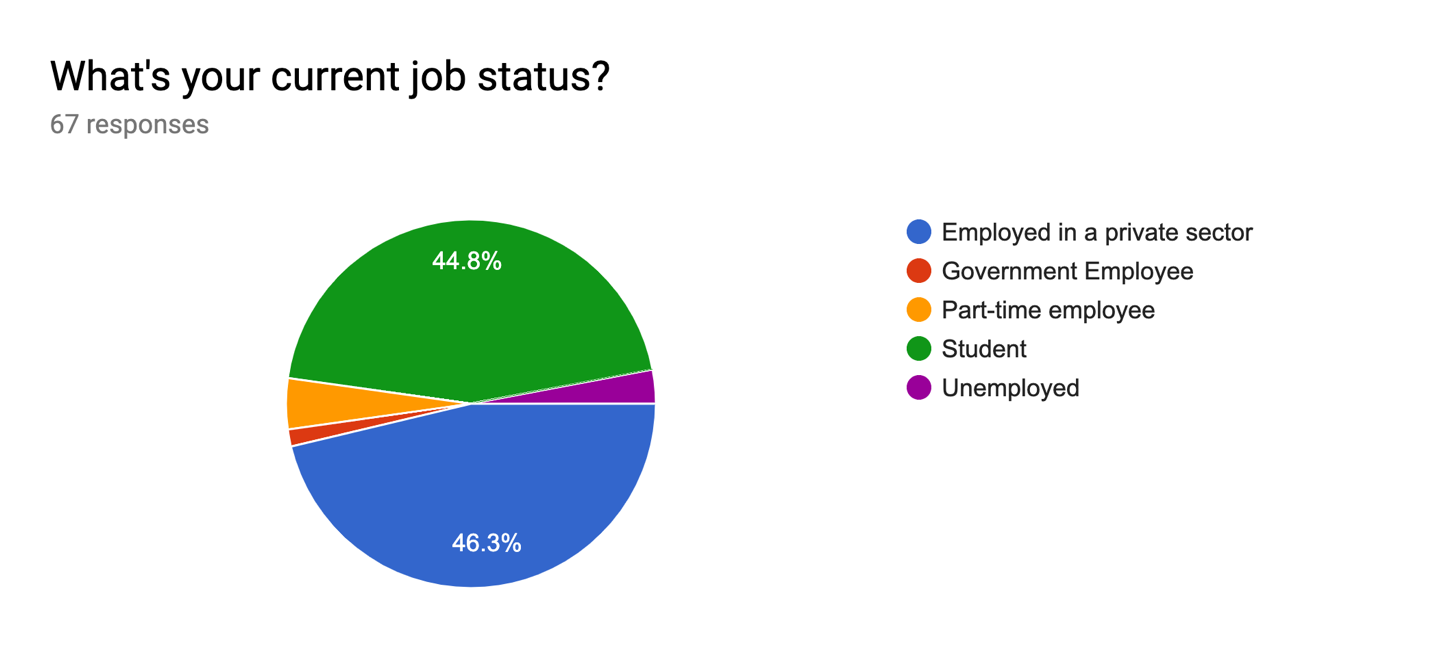 What's your current job status?
67 responses
44.8%
46.3%
Employed in a private sector
Government Employee
Part-time employee
Student
Unemployed